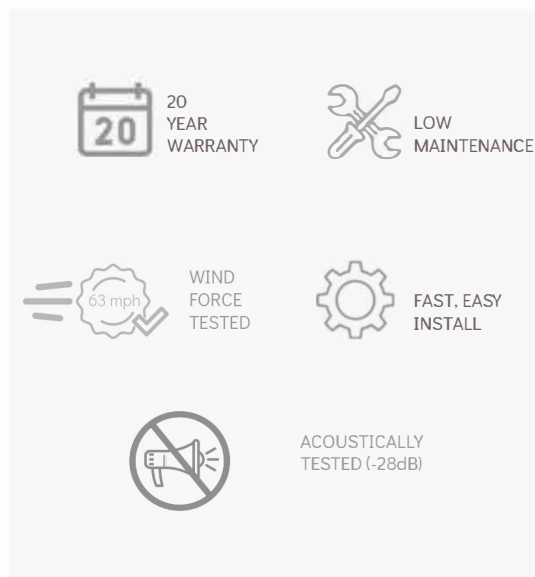 20
20
YEAR
WARRANTY
LOW
MAINTENANCE
63 mph
WIND
FORCE
TESTED
FAST, EASY
INSTALL
ACOUSTICALLY
TESTED (-28dB)